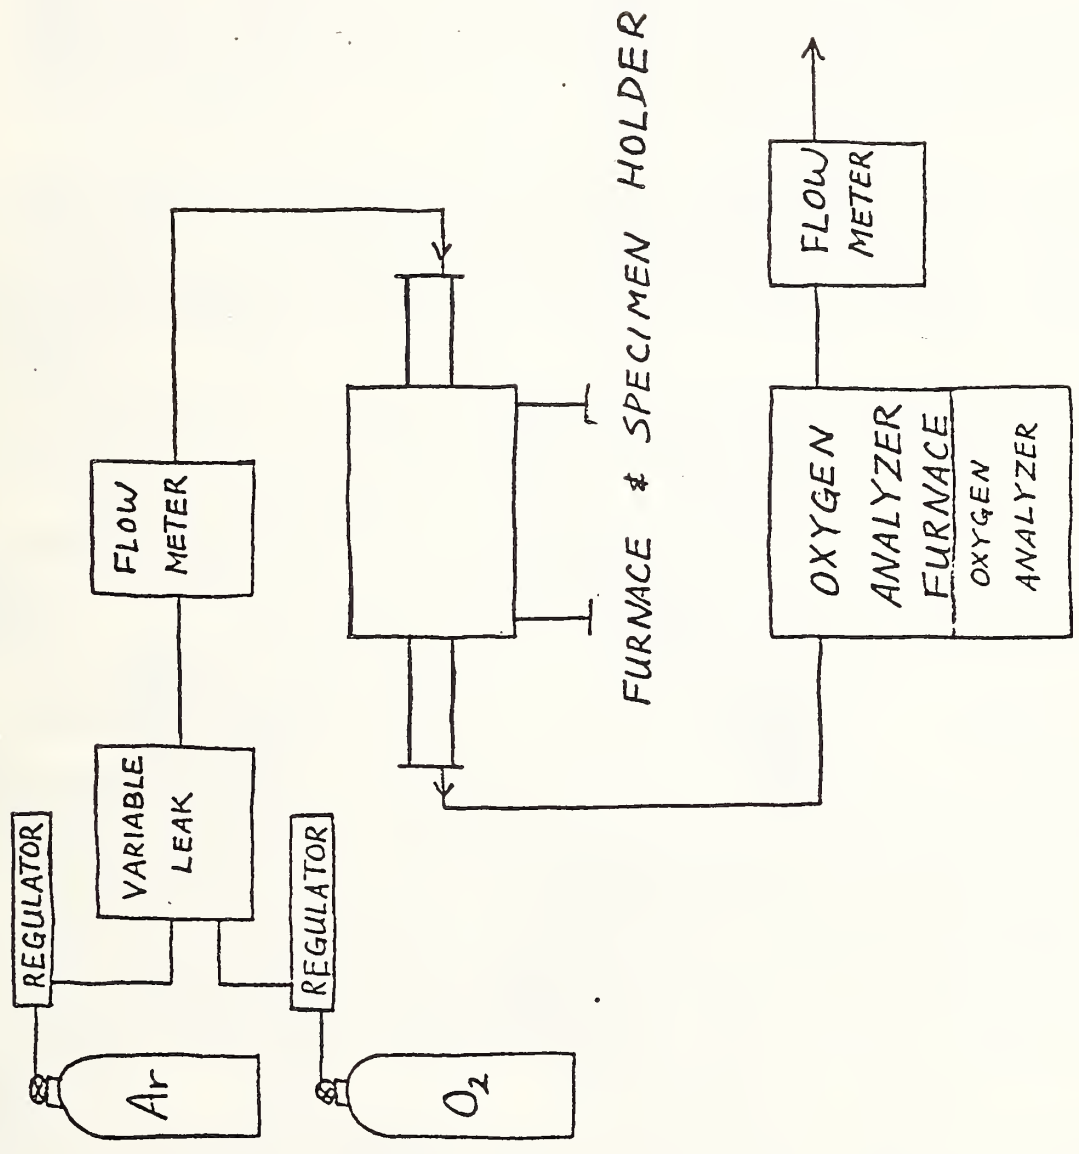 Ar
REGULATOR
O2
REGULATOR
VARIABLE
LEAK
FLOW
METER
FURNACE & SPECIMEN HOLDER
OXYGEN
ANALYZER
FURNACE
OXYGEN
ANALYZER
FLOW
METER